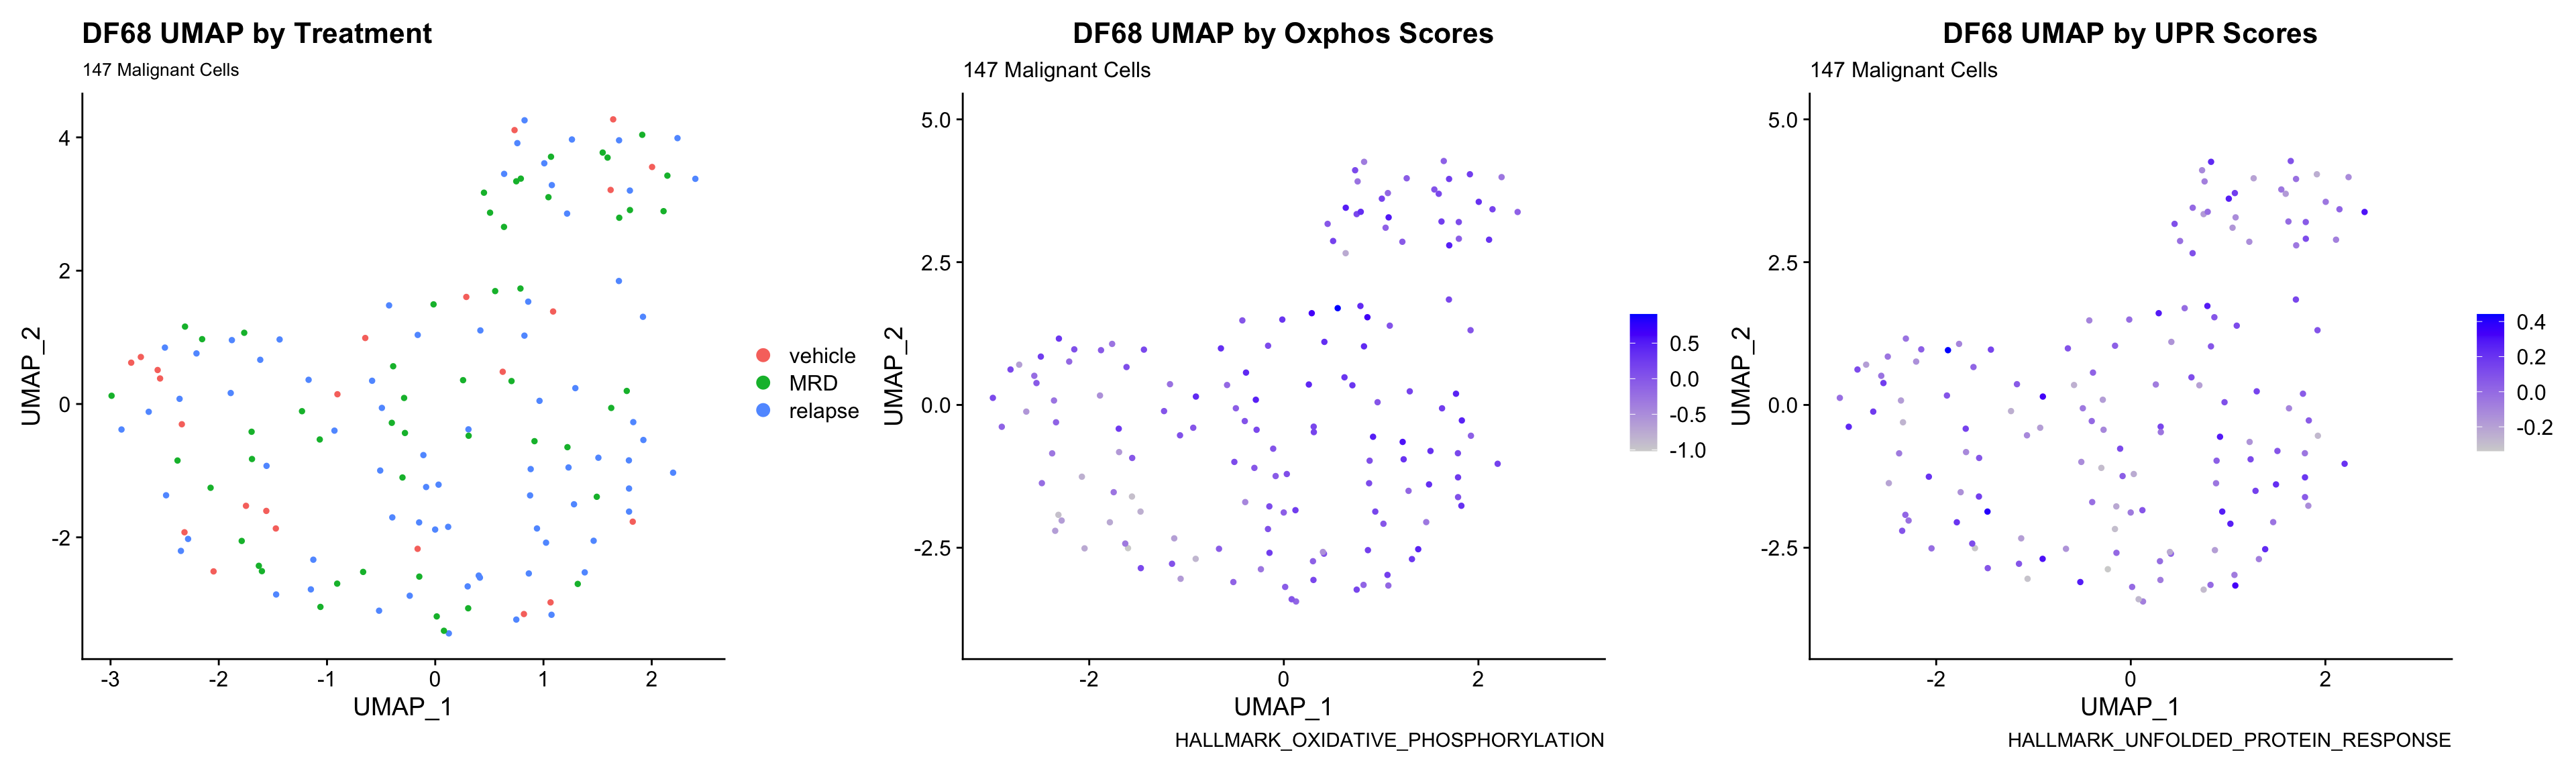 DF68 UMAP by Treatment
147 Malignant Cells
4
2
0
-2
UMAP_2
-3
-2
-1
0
1
2
UMAP_1
vehicle
MRD
relapse
DF68 UMAP by Oxphos Scores
147 Malignant Cells
5.0
2.5
0.0
-2.5
UMAP_2
-2
0
2
UMAP_1
HALLMARK_OXIDATIVE_PHOSPHORYLATION
0.5
0.0
-0.5
-1.0
DF68 UMAP by UPR Scores
147 Malignant Cells
5.0
2.5
0.0
-2.5
UMAP_2
-2
0
2
UMAP_1
HALLMARK_UNFOLDED_PROTEIN_RESPONSE
0.4
0.2
0.0
-0.2